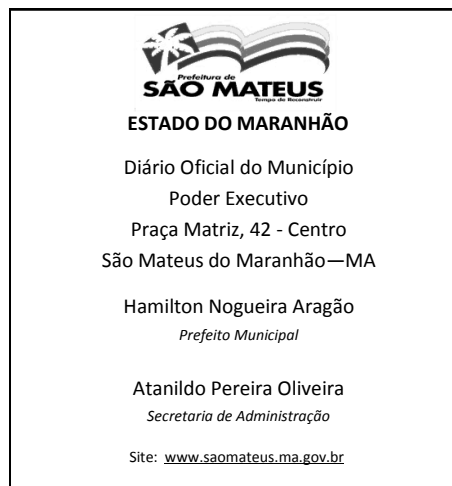 Prefeitura de
SÃO MATEUS
Tempo de Reconstruir
ESTADO DO MARANHÃO
Diário Oficial do Município
Poder Executivo
Praça Matriz, 42 - Centro
São Mateus do Maranhão—MA
Hamilton Nogueira Aragão
Prefeito Municipal
Atanildo Pereira Oliveira
Secretaria de Administração
Site: www.saomateus.ma.gov.br